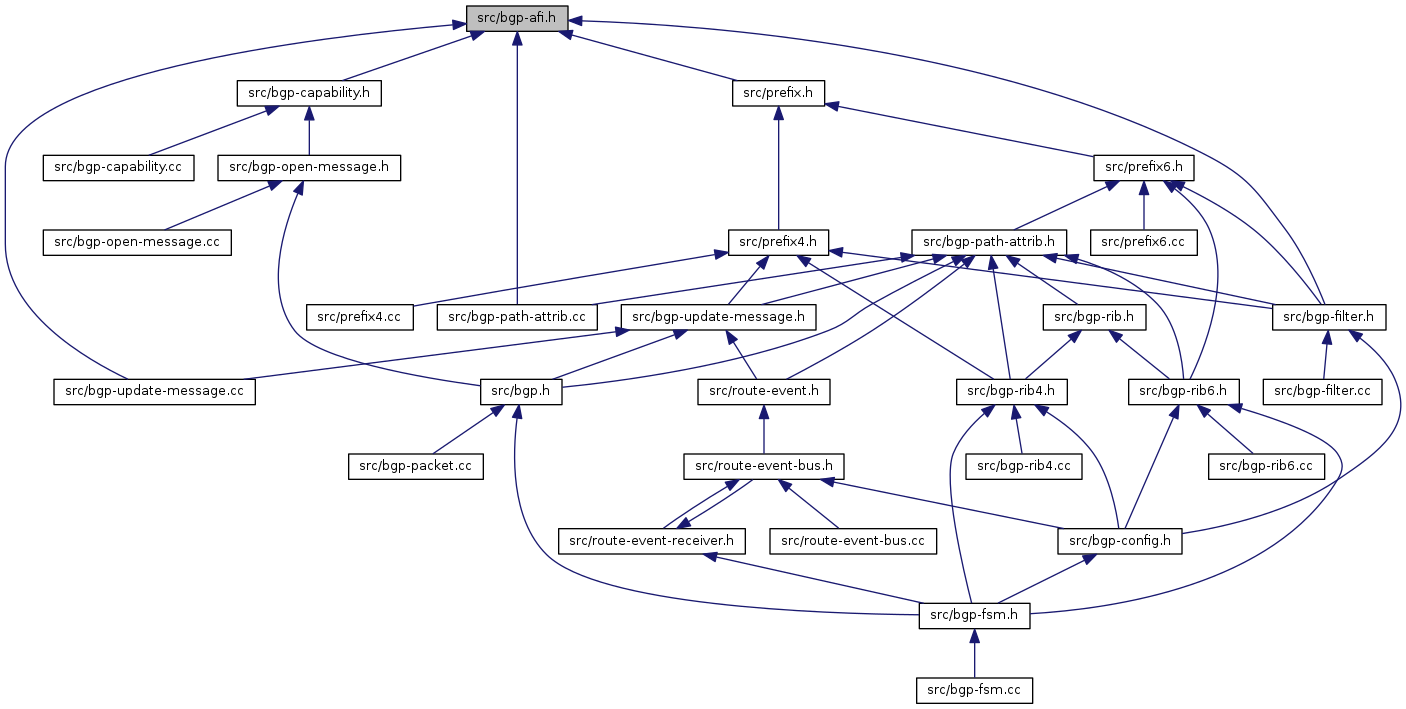 src/bgp-afi.h
src/bgp-capability.h
src/prefix.h
src/bgp-capability.cc
src/bgp-open-message.h
src/prefix6.h
src/bgp-open-message.cc
src/prefix4.h
src/bgp-path-attrib.h
src/prefix6.cc
src/prefix4.cc
src/bgp-path-attrib.cc
src/bgp-update-message.h
src/bgp-rib.h
src/bgp-filter.h
src/bgp-update-message.cc
src/bgp.h
src/route-event.h
src/bgp-rib4.h
src/bgp-rib6.h
src/bgp-filter.cc
src/bgp-packet.cc
src/route-event-bus.h
src/bgp-rib4.cc
src/bgp-rib6.cc
src/route-event-receiver.h
src/route-event-bus.cc
src/bgp-config.h
src/bgp-fsm.h
src/bgp-fsm.cc